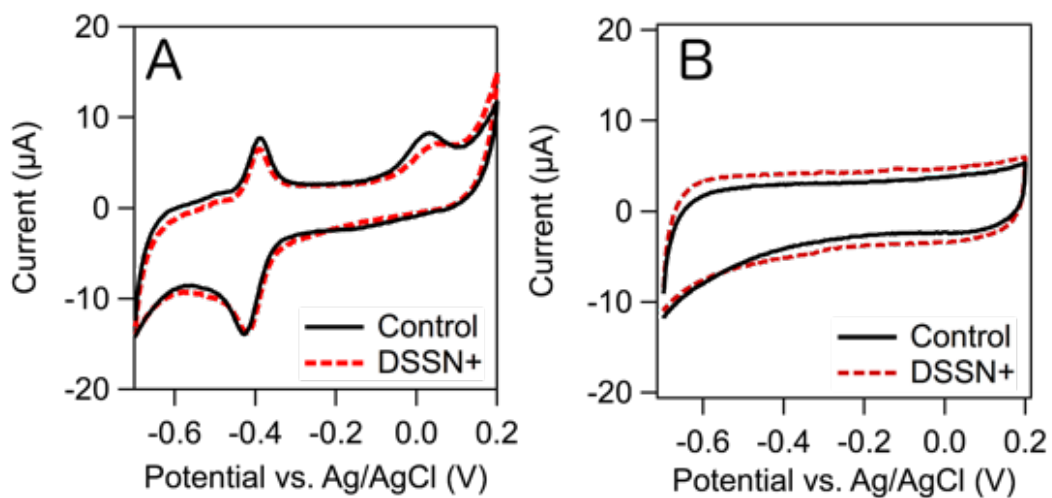 A
20
10
0
-10
-20
Current (µA)
Control
DSSN+
-0.6 -0.4 -0.2 0.0 0.2
Potential vs. Ag/AgCl (V)
B
20
10
0
-10
-20
Current (µA)
Control
DSSN+
-0.6 -0.4 -0.2 0.0 0.2
Potential vs. Ag/AgCl (V)